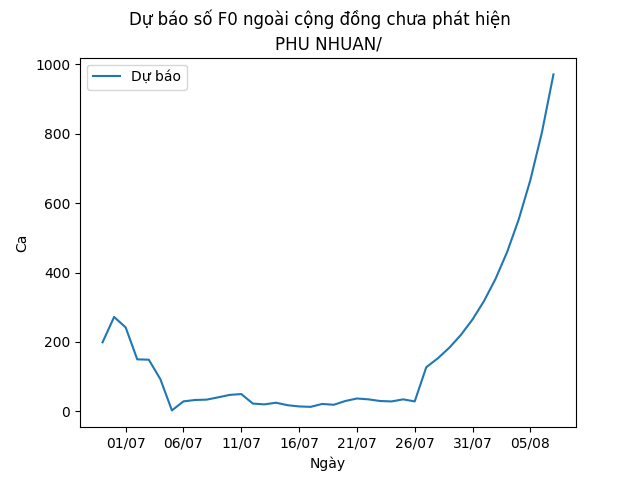 Dự báo số F0 ngoài cộng đồng chưa phát hiện
PHU NHUAN/
Dự báo
1000
800
600
400
200
0
Ca
01/07 06/07 11/07 16/07 21/07 26/07 31/07 05/08
Ngày